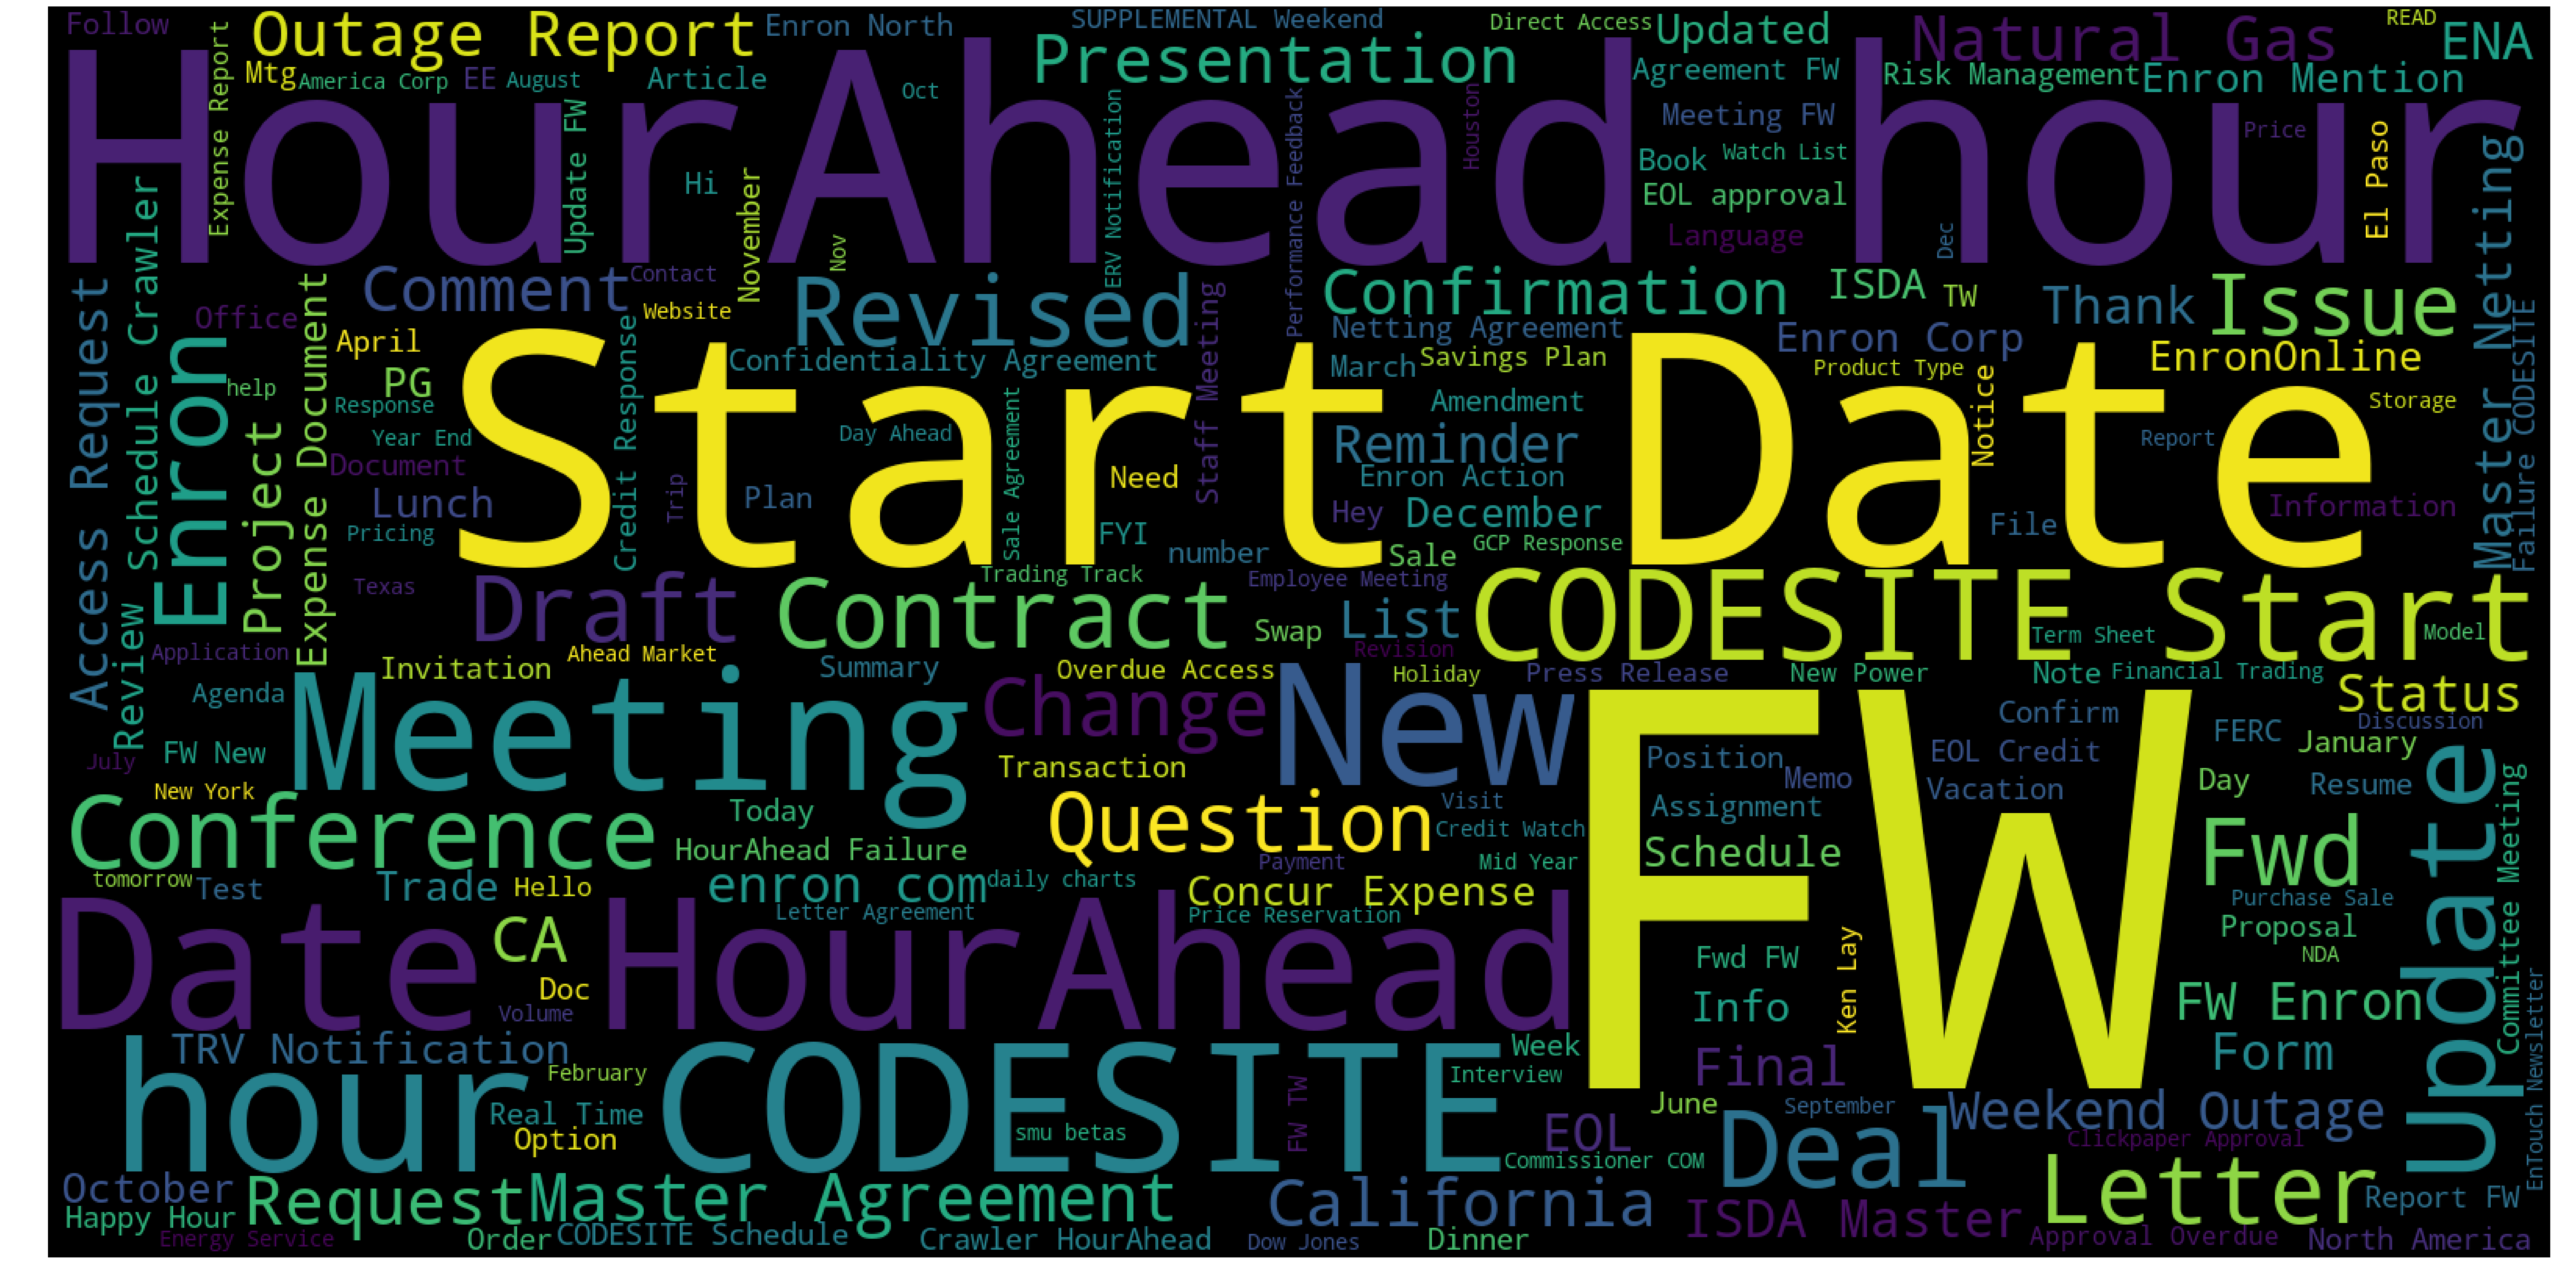 Follow
Outage Report
Enron North
SUPPLEMENTAL Weekend
Direct Access
Updated
Natural Gas
READ
ENA
Mtg
America Corp
EE
August
Article
Oct
Presentation
Agreement FW
Risk Management
Enron Mention
Expense Report
HourAhead hour
Update FW
Hi
November
Nov
ERV Notification
Performance Feedback
Houston
Meeting FW
Book
Watch List
EOL approval
Language
Dec
Price
El Paso
Master Netting
Failure CODESITE
Access Request
Schedule Crawler
Review
Office
Enron
help
Project
Expense Document
Comment
Contact
Website
Revised
Confirmation
ISDA
TW
Thank
Issue
April
PG
Response
Year End
Document
Lunch
Pricing
Credit Response
Confidentiality Agreement
Staff Meeting
Netting Agreement
March
Savings Plan
Enron Corp
Product Type
EnronOnline
Notice
Storage
Start Date
Day Ahead
Sale Agreement
Amendment
Reminder
Enron Action
Report
Trip
Plan
Need
FYI
number
Hey
December
Sale
GCP Response
File
Information
Texas
Draft
Trading Track
Contract
Employee Meeting
Swap
List
Revision
CODESITE Start
Term Sheet
Model
Application
Agenda
Invitation
Ahead Market
Summary
Overdue Access
Holiday
Press Release
New Power
Note
Financial Trading
Status
July
FW New
New York
Meeting
Change
New
Transaction
FW
Position
Memo
Assignment
Confirm
EOL Credit
Vacation
FERC
Discussion
January
Day
Resume
Update
Committee Meeting
Conference
Today
HourAhead Failure
Question
Visit
Credit Watch
Payment
Mid Year
Schedule
Fwd
tomorrow
Test
Trade
Hello
enron com
daily charts
Concur Expense
Purchase Sale
Proposal
NDA
Date HourAhead
CA
Letter Agreement
Price Reservation
Doc
Volume
Fwd FW
Info
Ken Lay
FW Enron
Form
EnTouch Newsletter
TRV Notification
February
hour
CODESITE
Real Time
Option
smu betas
FW TW
Week
Interview
Final
June
September
EOL
Commissioner COM
Deal
Weekend Outage
Clickpaper Approval
October
Happy Hour
Energy Service
Request
Master Agreement
Order
CODESITE Schedule
Crawler HourAhead
California
Dow Jones
Dinner
ISDA Master
Letter
Report FW
Approval Overdue
North America